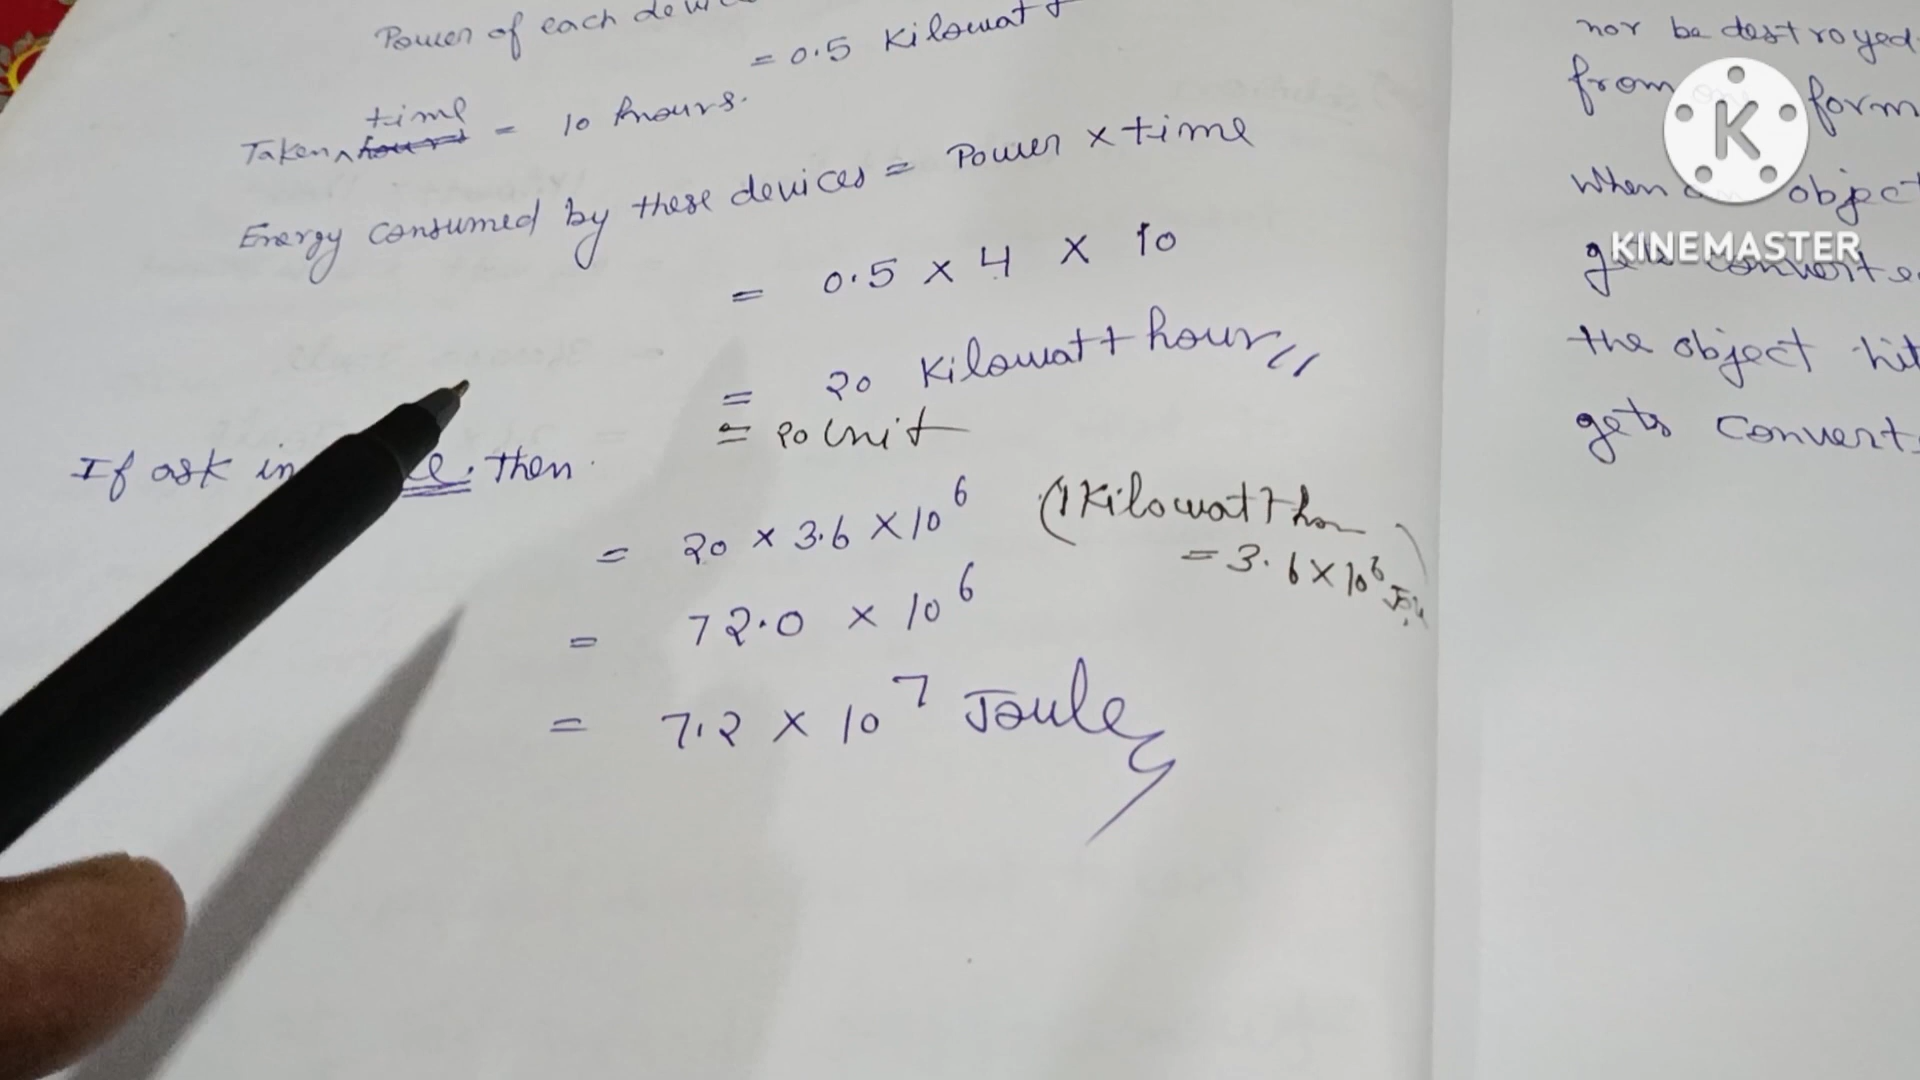 Power of each
= 0.5 Kilowatt
time
Taken ^ hours = 10 hours.
Energy consumed by these devices = Power × time
= 0.5 × 4 × 10
= 20 Kilowatt hour
= 20 Unit
If ask in then
= 20 × 3.6 × 10^6
(1 Kilowatt
= 3.6 × 10^6
= 72.0 × 10^6
= 7.2 × 10^7 Joule
nor be destroyed.
from form
When object
gets
the object
gets
K
KINEMASTER